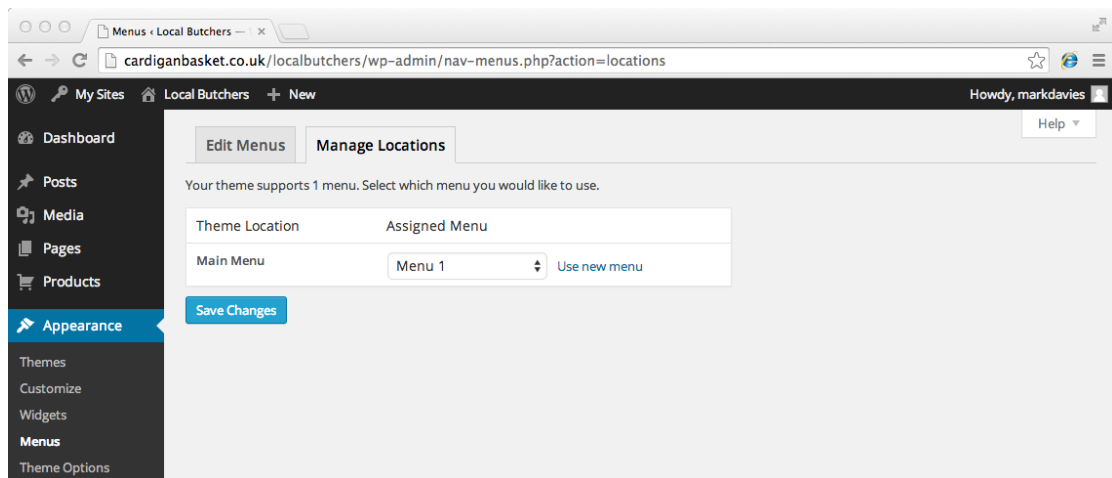 Menus ‹ Local Butchers —
cardiganbasket.co.uk/localbutchers/wp-admin/nav-menus.php?action=locations
My Sites Local Butchers + New Howdy, markdavies
Help
Dashboard
Posts
Media
Pages
Products
Appearance
Themes
Customize
Widgets
Menus
Theme Options
Edit Menus Manage Locations
Your theme supports 1 menu. Select which menu you would like to use.
Theme Location Assigned Menu
Main Menu Menu 1 Use new menu
Save Changes